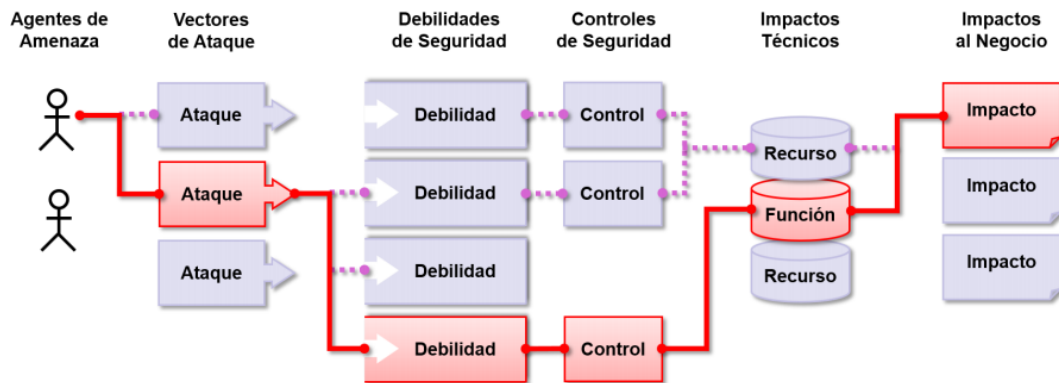 Agentes de
Amenaza
Vectores
de Ataque
Debilidades
de Seguridad
Controles
de Seguridad
Impactos
Técnicos
Impactos
al Negocio
Ataque
Debilidad
Control
Impacto
Recurso
Ataque
Debilidad
Control
Función
Impacto
Ataque
Debilidad
Recurso
Impacto
Debilidad
Control